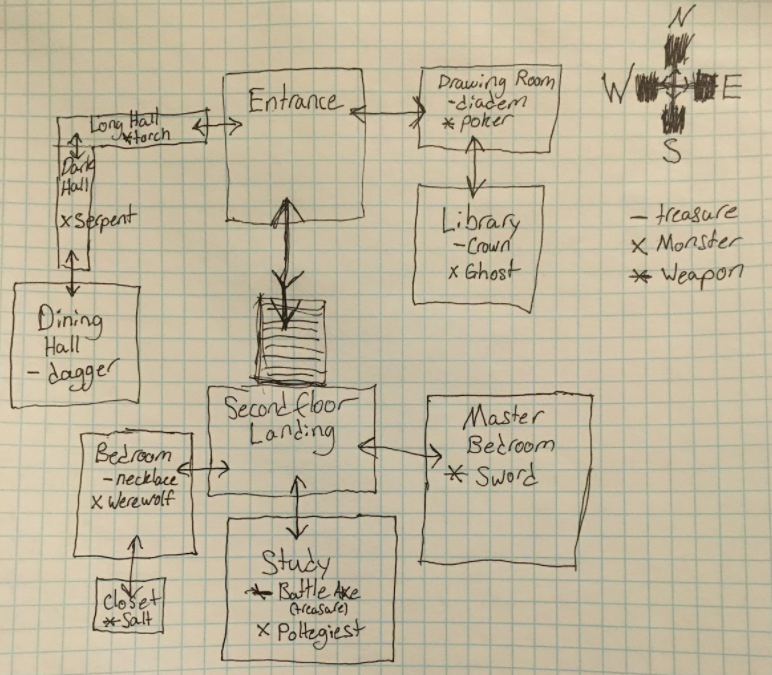 N
W E
S
Entrance
Drawing Room
- diadem
* Poker
Long Hall
* torch
Dark
Hall
x Serpent
Library
- Crown
x Ghost
- treasure
x Monster
* Weapon
Dining
Hall
- dagger
Second floor
Landing
Master
Bedroom
* Sword
Bedroom
- necklace
x Werewolf
Study
* Battle Axe
(treasure)
x Poltegiest
Closet
* Salt